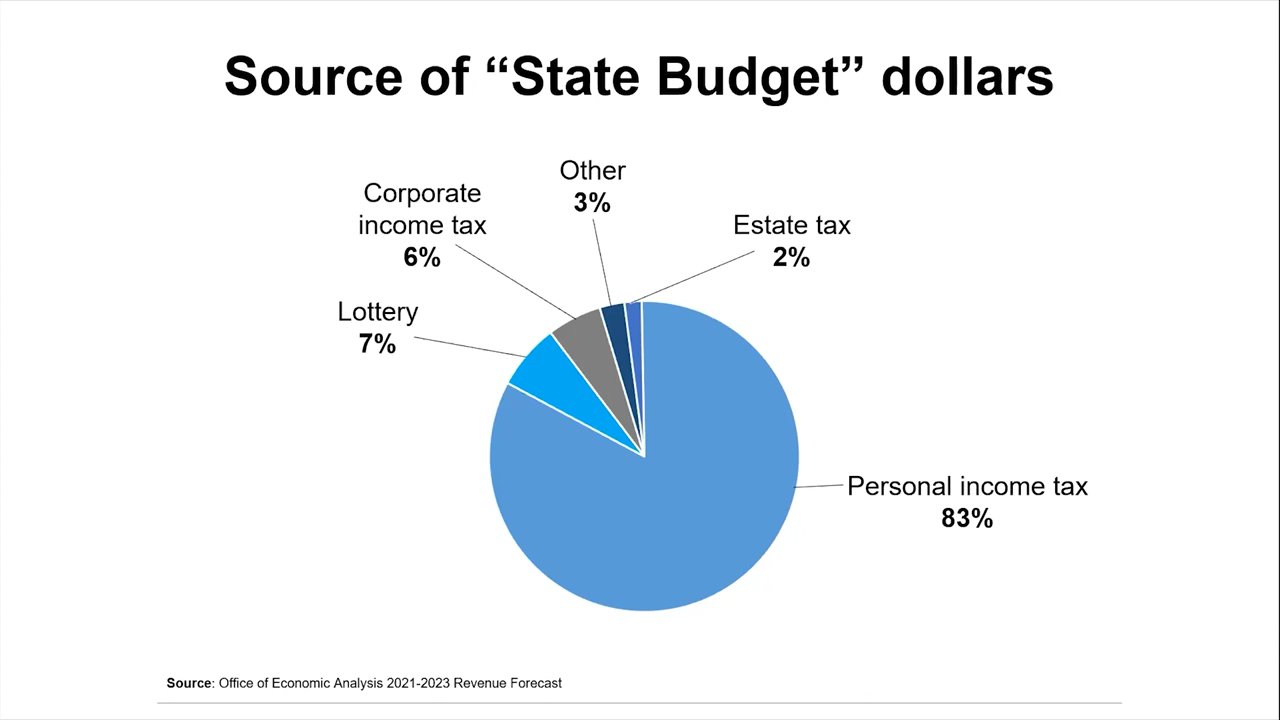 Source of “State Budget” dollars
Other
3%
Corporate
income tax
6%
Estate tax
2%
Lottery
7%
Personal income tax
83%
Source: Office of Economic Analysis 2021-2023 Revenue Forecast